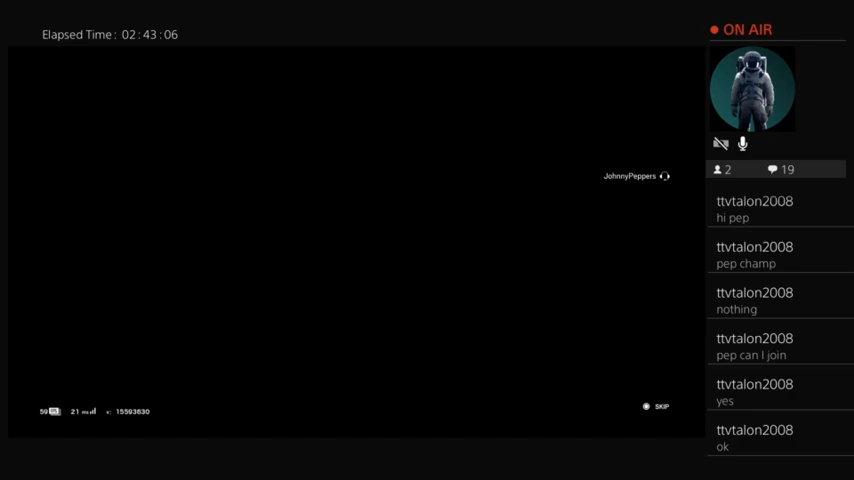 Elapsed Time: 02:43:06
ON AIR
2 19
JohnnyPeppers
ttvtalon2008
hi pep
ttvtalon2008
pep champ
ttvtalon2008
nothing
ttvtalon2008
pep can I join
ttvtalon2008
yes
ttvtalon2008
ok
59 21 ms v: 15593630
SKIP